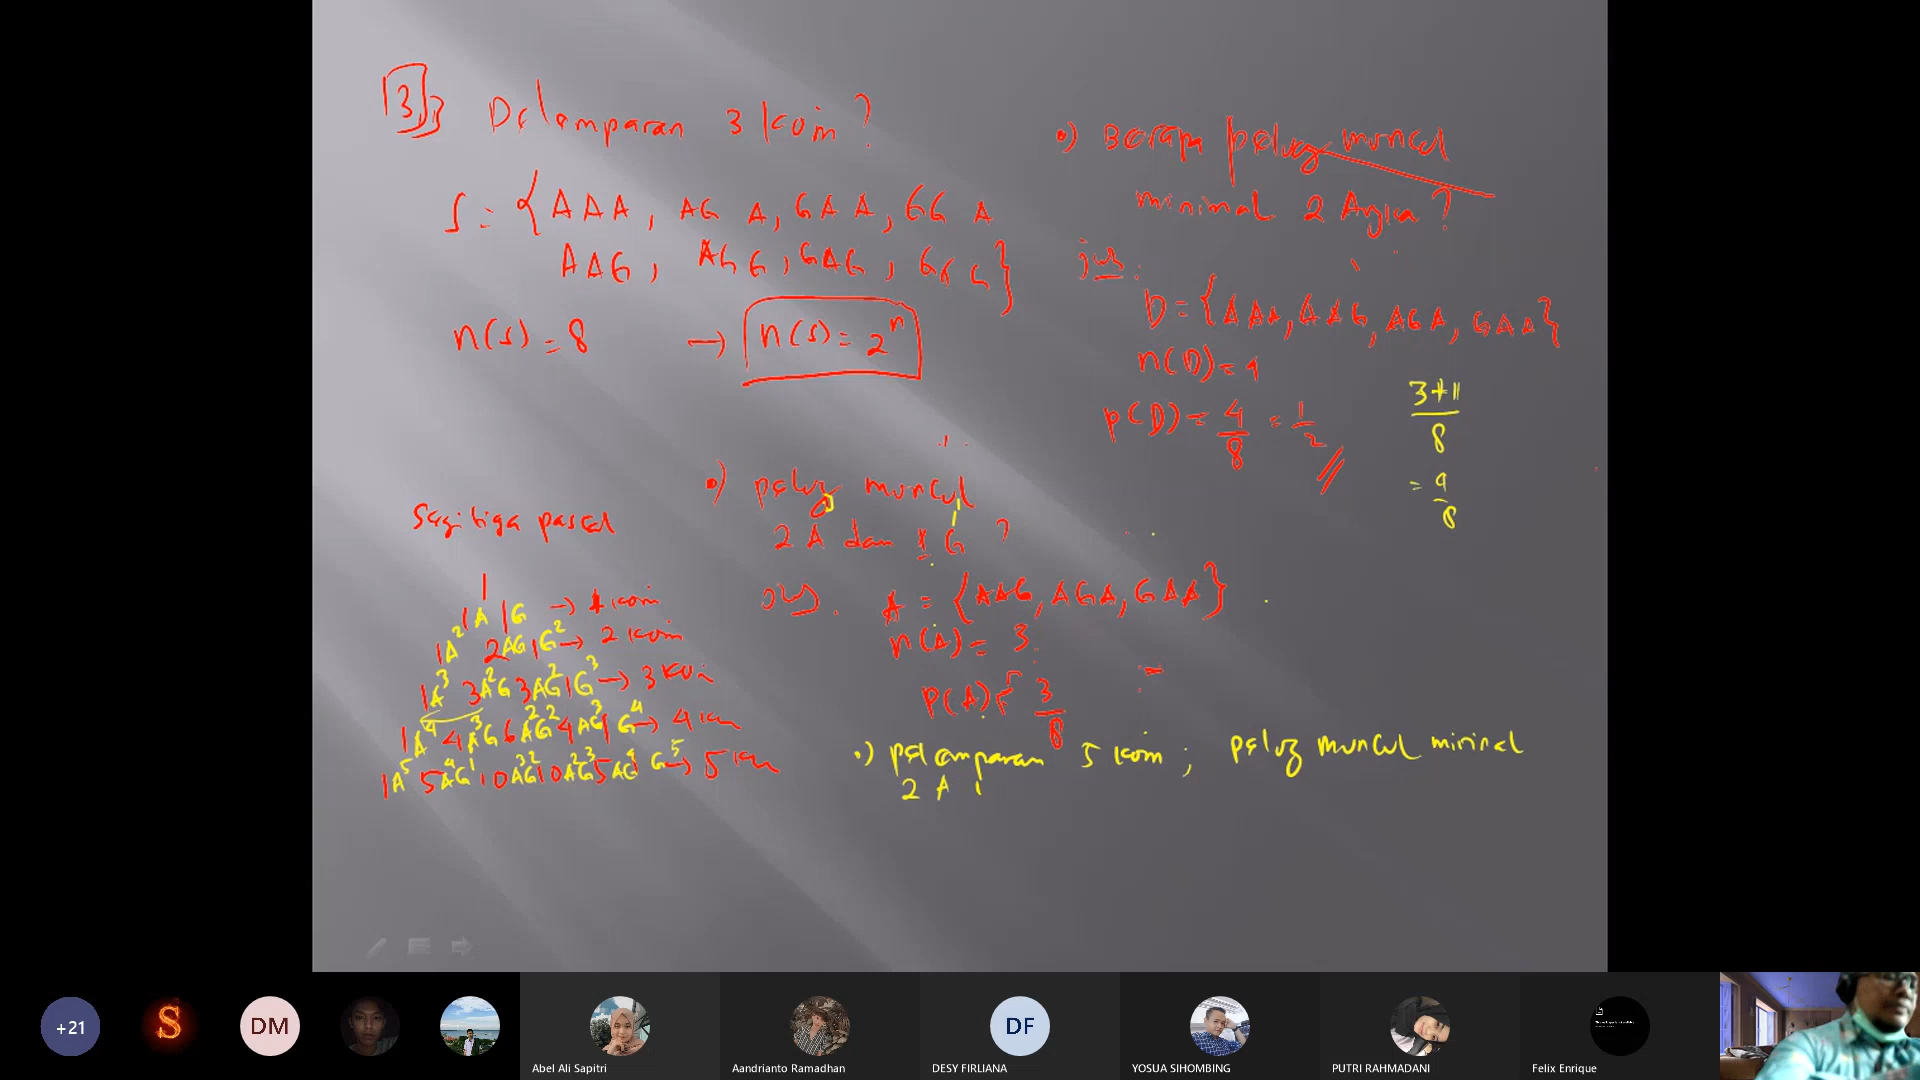 3. Pelemparan 3 koin?
S = {AAA, AGA, GAA, GGA
AAG, AGG, GAG, GGG}
n(S) = 8 → n(S) = 2^n
•) Berapa peluang muncul
minimal 2 Angka?
jwb.
D = {AAA, AAG, AGA, GAA}
n(D) = 4
P(D) = 4/8 = 1/2 //
3+1
8
= 4
8
•) peluang muncul
2 A dan 1 G ?
jwb.
A = {AAG, AGA, GAA}
n(A) = 3
P(A) = 3/8
Segitiga pascal
1
1A 1G → 1 koin
1A² 2AG 1G² → 2 koin
1A³ 3A²G 3AG² 1G³ → 3 koin
1A⁴ 4A³G 6A²G² 4AG³ 1G⁴ → 4 koin
1A⁵ 5A⁴G¹ 10A³G² 10A²G³ 5AG⁴ G⁵ → 5 koin
•) pelemparan 5 koin ; peluang muncul minimal
2 A
+21
S
DM
DF
Abel Ali Sapitri
Aandrianto Ramadhan
DESY FIRLIANA
YOSUA SIHOMBING
PUTRI RAHMADANI
Felix Enrique